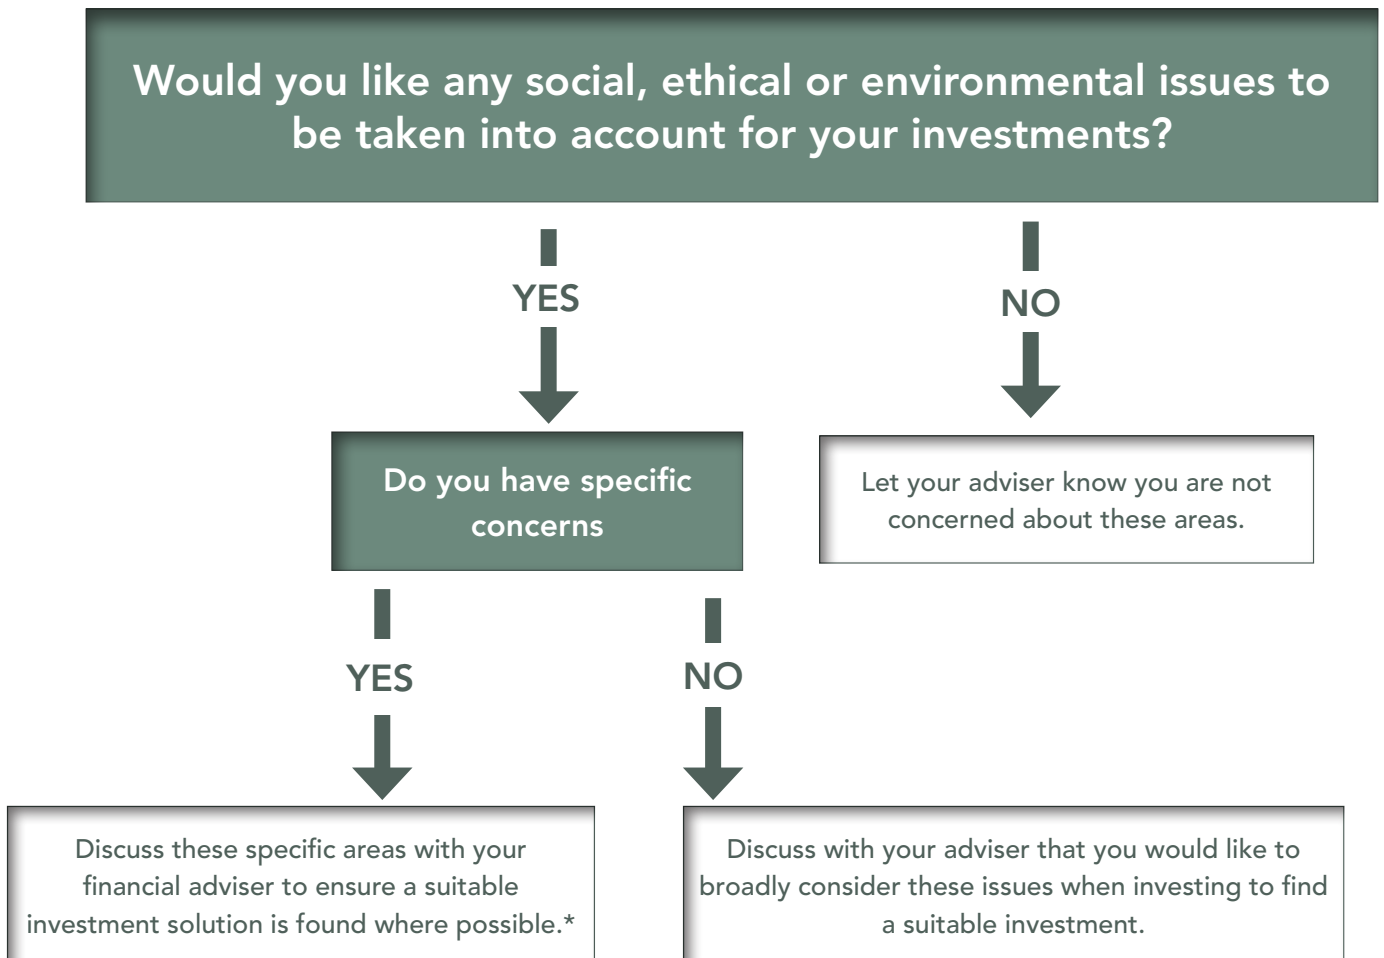 Would you like any social, ethical or environmental issues to
be taken into account for your investments?
YES
NO
Do you have specific
concerns
Let your adviser know you are not
concerned about these areas.
YES
NO
Discuss these specific areas with your
financial adviser to ensure a suitable
investment solution is found where possible.*
Discuss with your adviser that you would like to
broadly consider these issues when investing to find
a suitable investment.